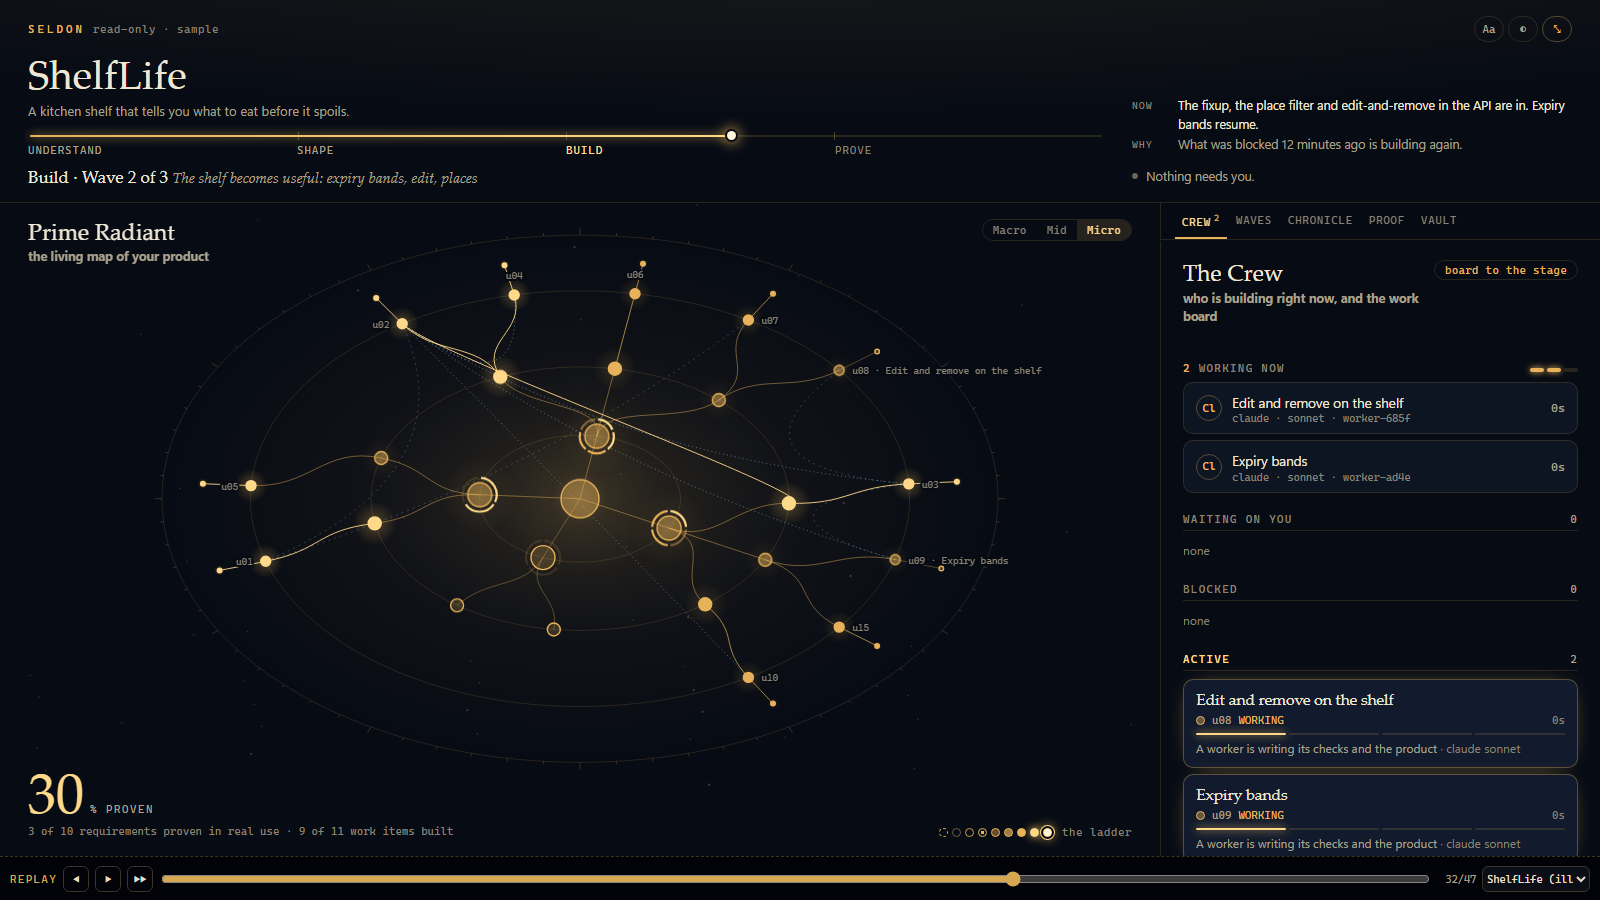 SELDON read-only · sample
Aa
ShelfLife
A kitchen shelf that tells you what to eat before it spoils.
UNDERSTAND SHAPE BUILD PROVE
Build · Wave 2 of 3 The shelf becomes useful: expiry bands, edit, places
NOW The fixup, the place filter and edit-and-remove in the API are in. Expiry
bands resume.
WHY What was blocked 12 minutes ago is building again.
Nothing needs you.
Prime Radiant
the living map of your product
Macro Mid Micro
u04
u06
u02
u07
u08 · Edit and remove on the shelf
u05
u03
u01
u09 · Expiry bands
u15
u10
30 % PROVEN
3 of 10 requirements proven in real use · 9 of 11 work items built
the ladder
CREW 2 WAVES CHRONICLE PROOF VAULT
The Crew
board to the stage
who is building right now, and the work
board
2 WORKING NOW
Cl Edit and remove on the shelf 0s
claude · sonnet · worker-685f
Cl Expiry bands 0s
claude · sonnet · worker-ad4e
WAITING ON YOU 0
none
BLOCKED 0
none
ACTIVE 2
Edit and remove on the shelf
u08 WORKING 0s
A worker is writing its checks and the product · claude sonnet
Expiry bands
u09 WORKING 0s
A worker is writing its checks and the product · claude sonnet
REPLAY 32/47 ShelfLife (ill